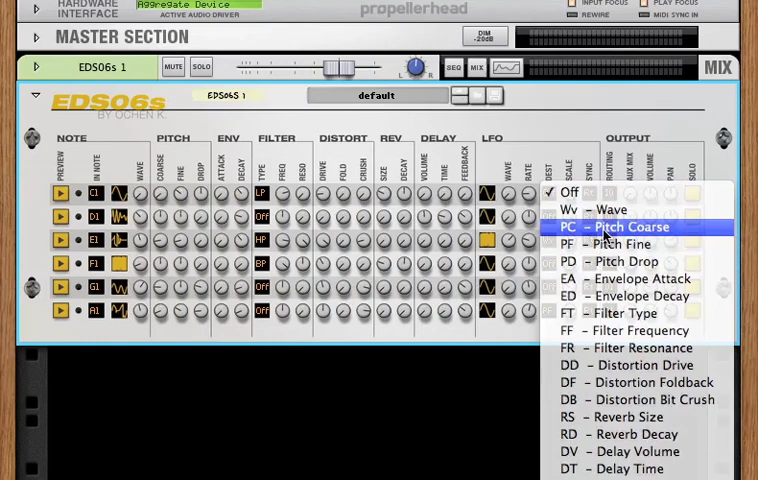 HARDWARE
INTERFACE
Aggregate Device
ACTIVE AUDIO DRIVER
propellerhead
INPUT FOCUS
REWIRE
PLAY FOCUS
MIDI SYNC IN
MASTER SECTION
DIM
-20dB
EDS06s 1
MUTE
SOLO
L
R
SEQ
MIX
MIX
EDS06s
BY OCHEN K.
EDS06S 1
default
NOTE
PITCH
ENV
FILTER
DISTORT
REV
DELAY
LFO
OUTPUT
PREVIEW
IN NOTE
WAVE
COARSE
FINE
DROP
ATTACK
DECAY
TYPE
FREQ
RESO
DRIVE
FOLD
CRUSH
SIZE
DECAY
VOLUME
TIME
FEEDBACK
WAVE
RATE
DEST
SCALE
SYNC
ROUTING
AUX MIX
VOLUME
PAN
SOLO
C1
LP
D1
Off
E1
HP
F1
BP
G1
Off
A1
Off
✓ Off
Wv – Wave
PC – Pitch Coarse
PF – Pitch Fine
PD – Pitch Drop
EA – Envelope Attack
ED – Envelope Decay
FT – Filter Type
FF – Filter Frequency
FR – Filter Resonance
DD – Distortion Drive
DF – Distortion Foldback
DB – Distortion Bit Crush
RS – Reverb Size
RD – Reverb Decay
DV – Delay Volume
DT – Delay Time